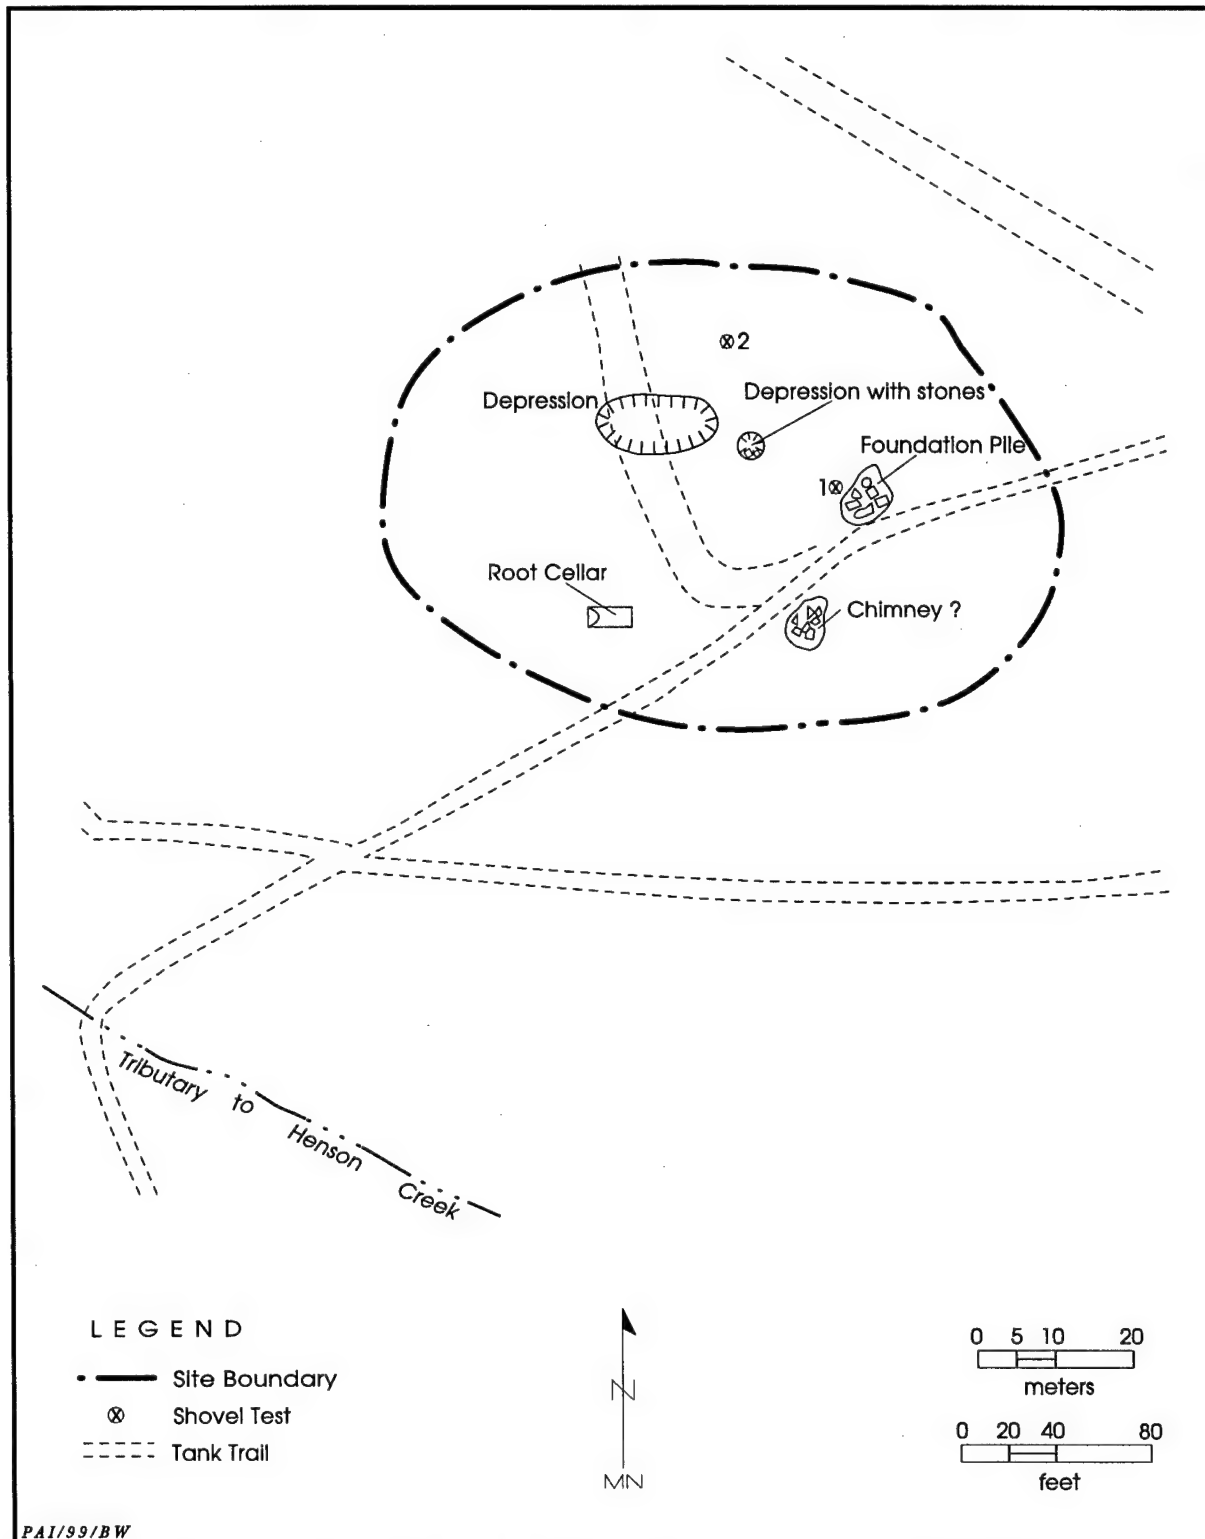 2
Depression
Depression with stones
Foundation Pile
1
Root Cellar
Chimney ?
Tributary to Henson Creek
LEGEND
Site Boundary
Shovel Test
Tank Trail
N
MN
0 5 10 20
meters
0 20 40 80
feet
PAI/99/BW